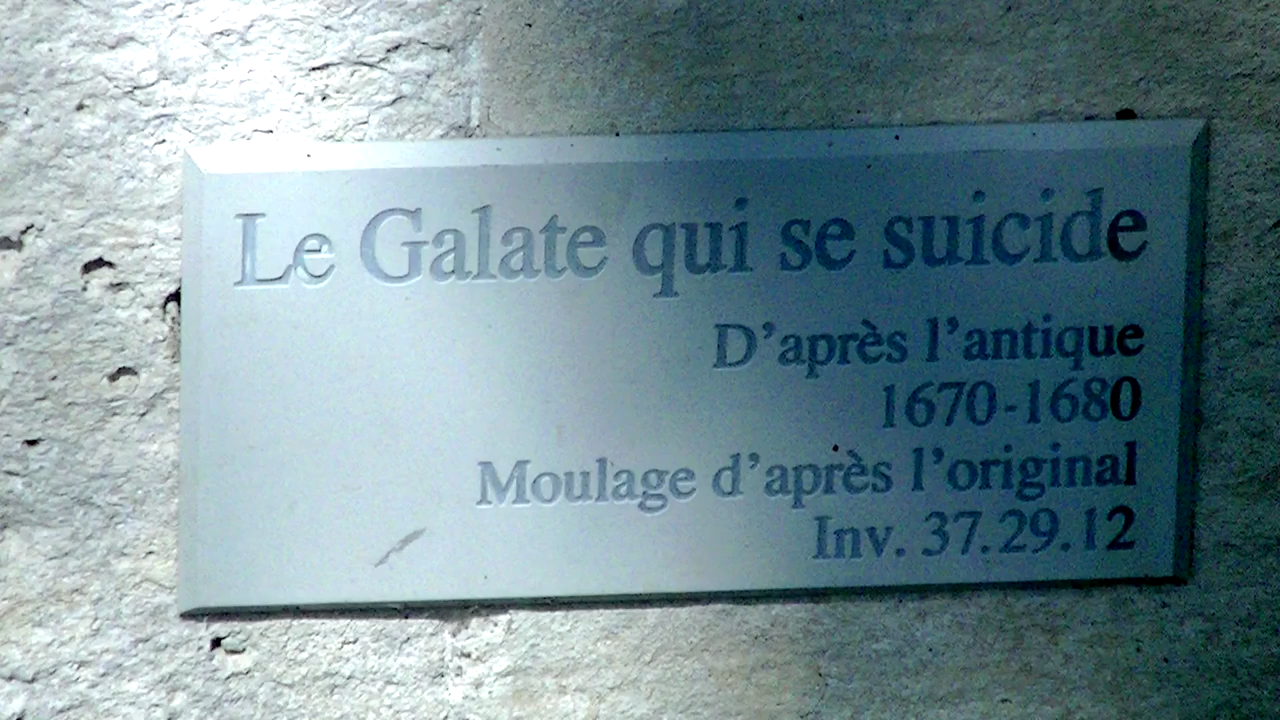 Le Galate qui se suicide
D'après l'antique
1670-1680
Moulage d'après l'original
Inv. 37.29.12